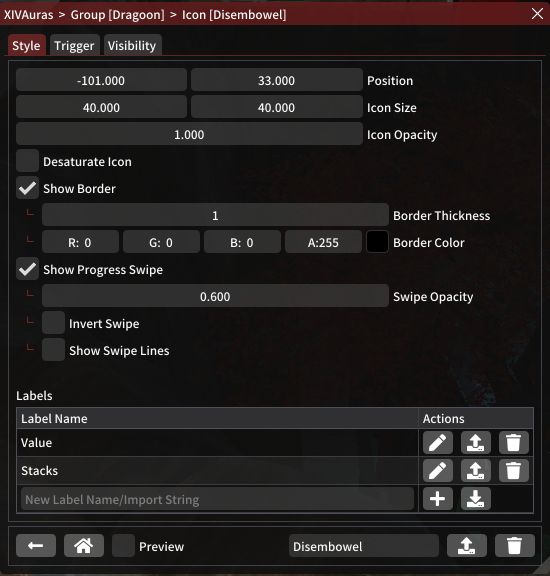 XIVAuras > Group [Dragoon] > Icon [Disembowel]
Style Trigger Visibility
-101.000 33.000 Position
40.000 40.000 Icon Size
1.000 Icon Opacity
Desaturate Icon
Show Border
1 Border Thickness
R: 0 G: 0 B: 0 A:255 Border Color
Show Progress Swipe
0.600 Swipe Opacity
Invert Swipe
Show Swipe Lines
Labels
Label Name Actions
Value
Stacks
New Label Name/Import String
Preview Disembowel